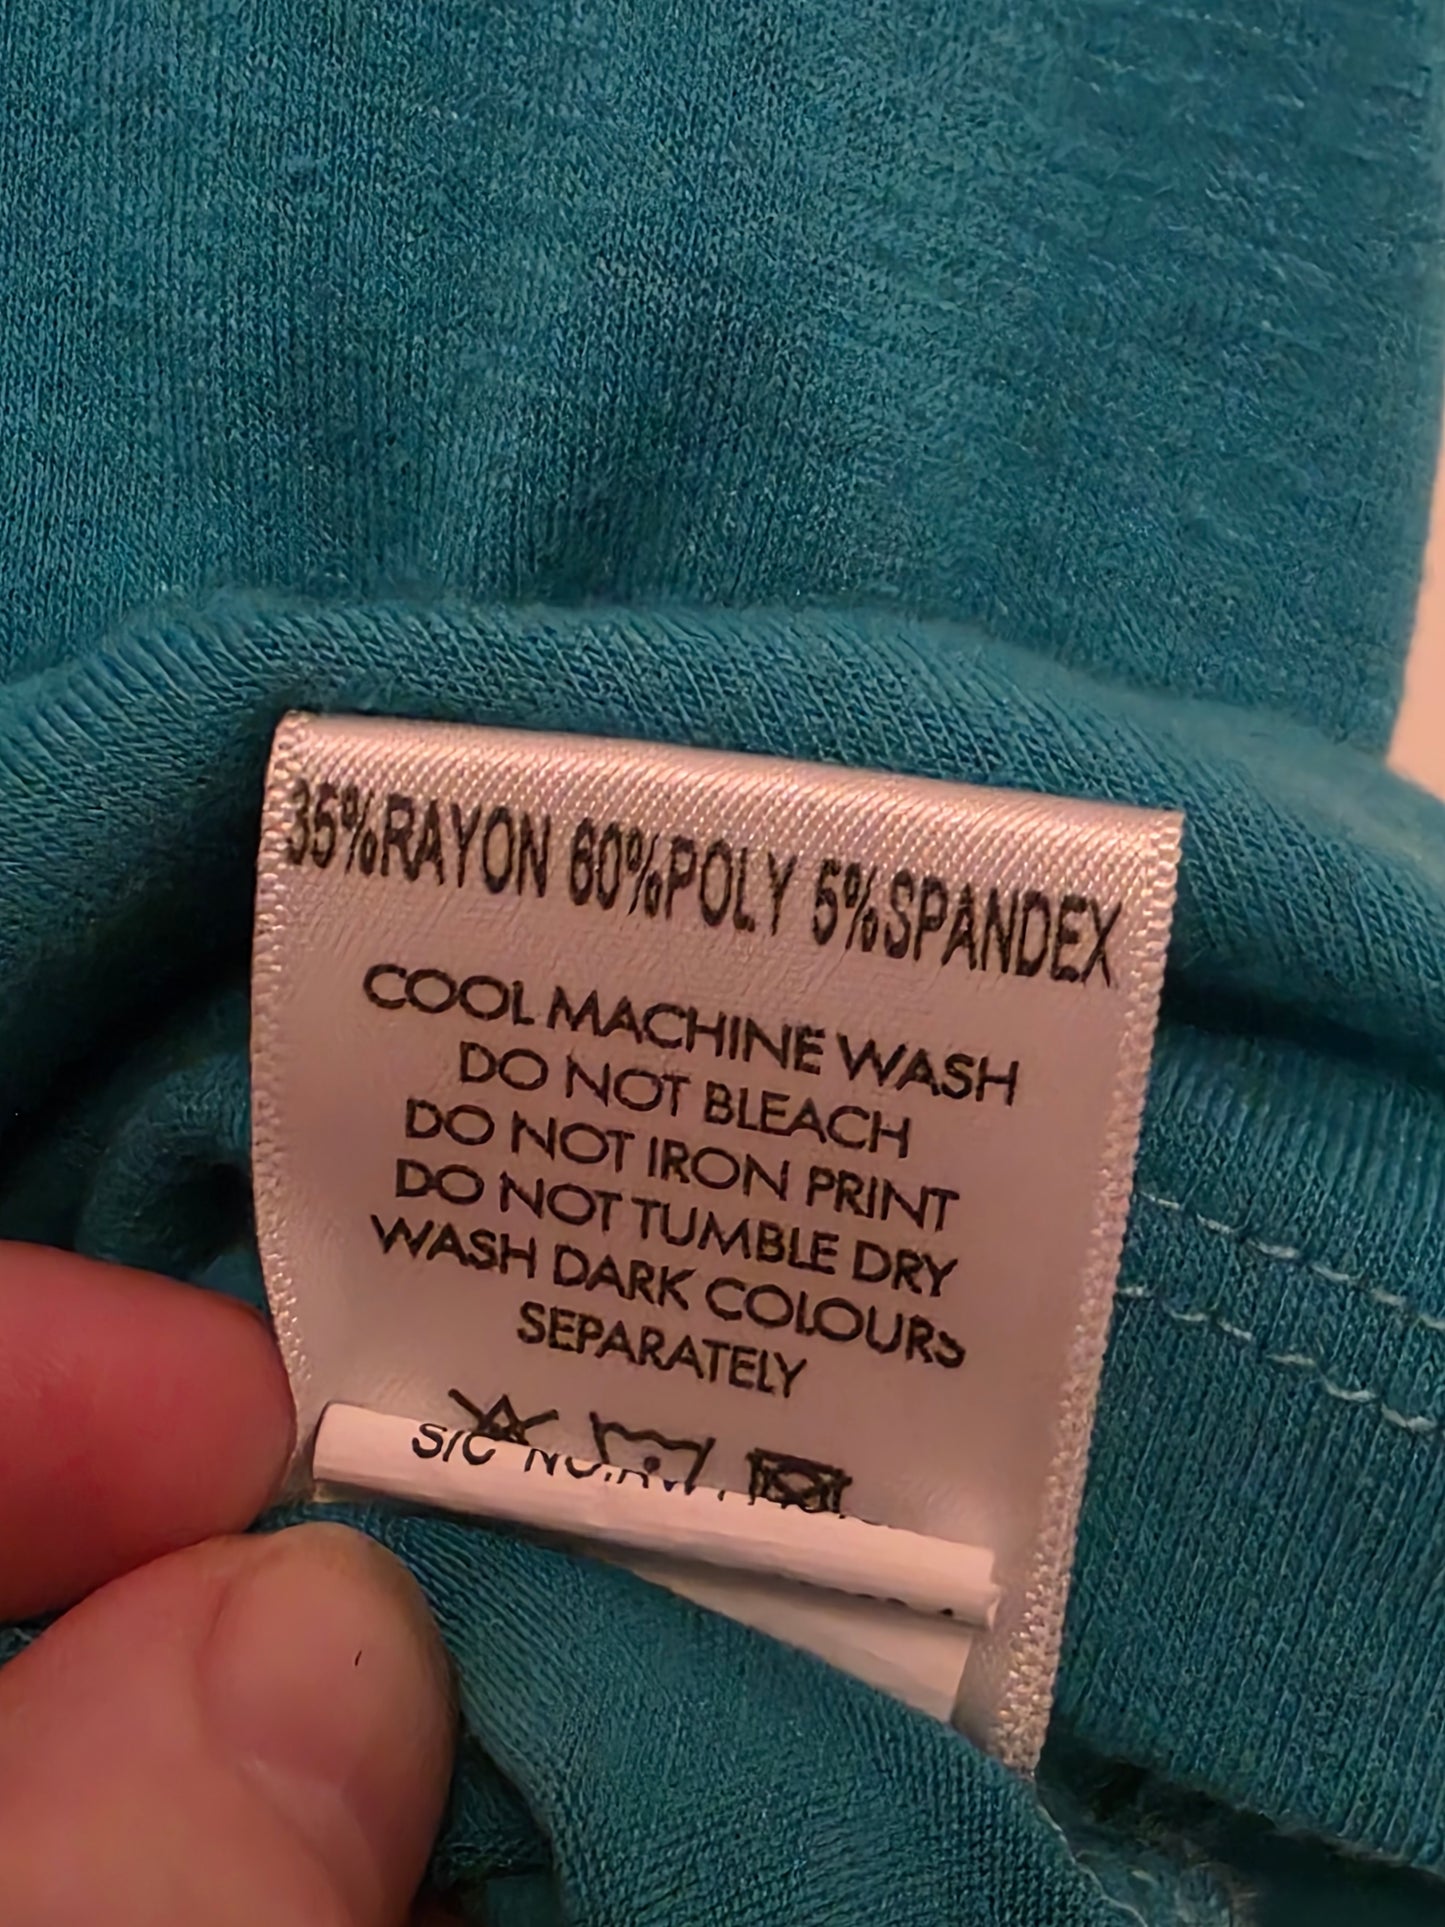 35%RAYON 60%POLY 5%SPANDEX
COOL MACHINE WASH
DO NOT BLEACH
DO NOT IRON PRINT
DO NOT TUMBLE DRY
WASH DARK COLOURS
SEPARATELY
S/C NO.